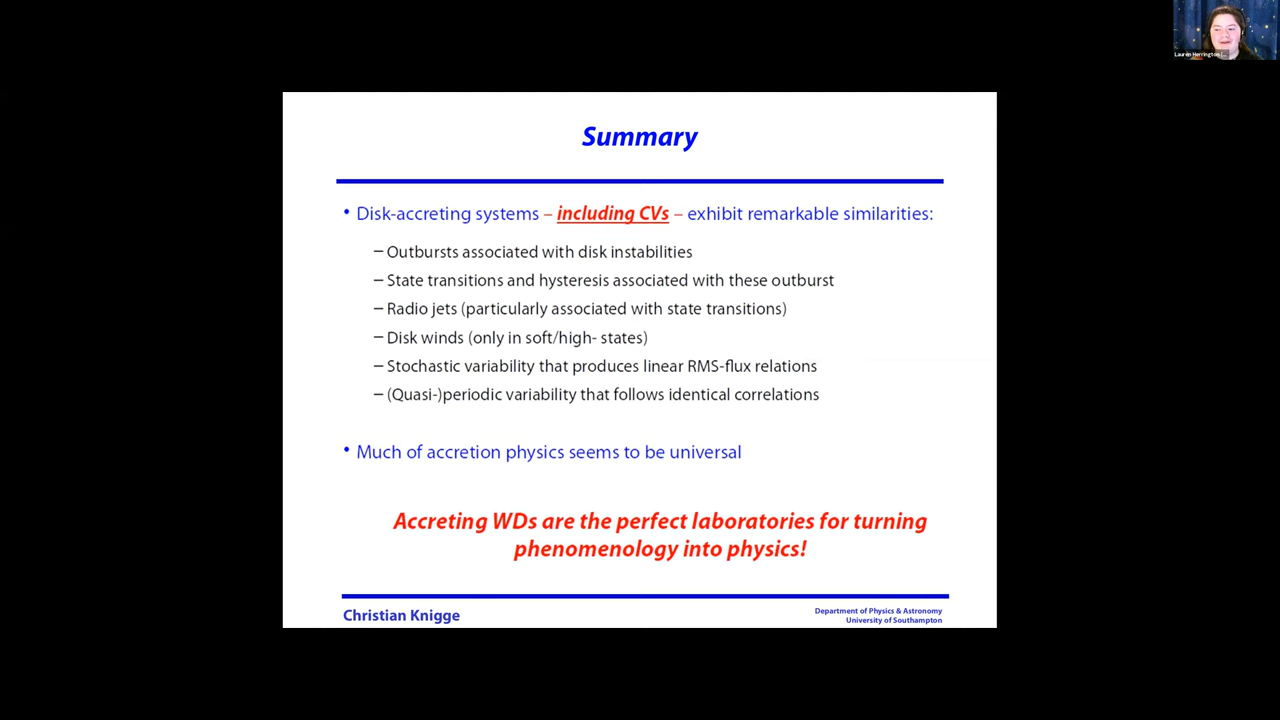 Lauren Herrington
Summary
• Disk-accreting systems – including CVs – exhibit remarkable similarities:
– Outbursts associated with disk instabilities
– State transitions and hysteresis associated with these outburst
– Radio jets (particularly associated with state transitions)
– Disk winds (only in soft/high- states)
– Stochastic variability that produces linear RMS-flux relations
– (Quasi-)periodic variability that follows identical correlations
• Much of accretion physics seems to be universal
Accreting WDs are the perfect laboratories for turning
phenomenology into physics!
Christian Knigge
Department of Physics & Astronomy
University of Southampton